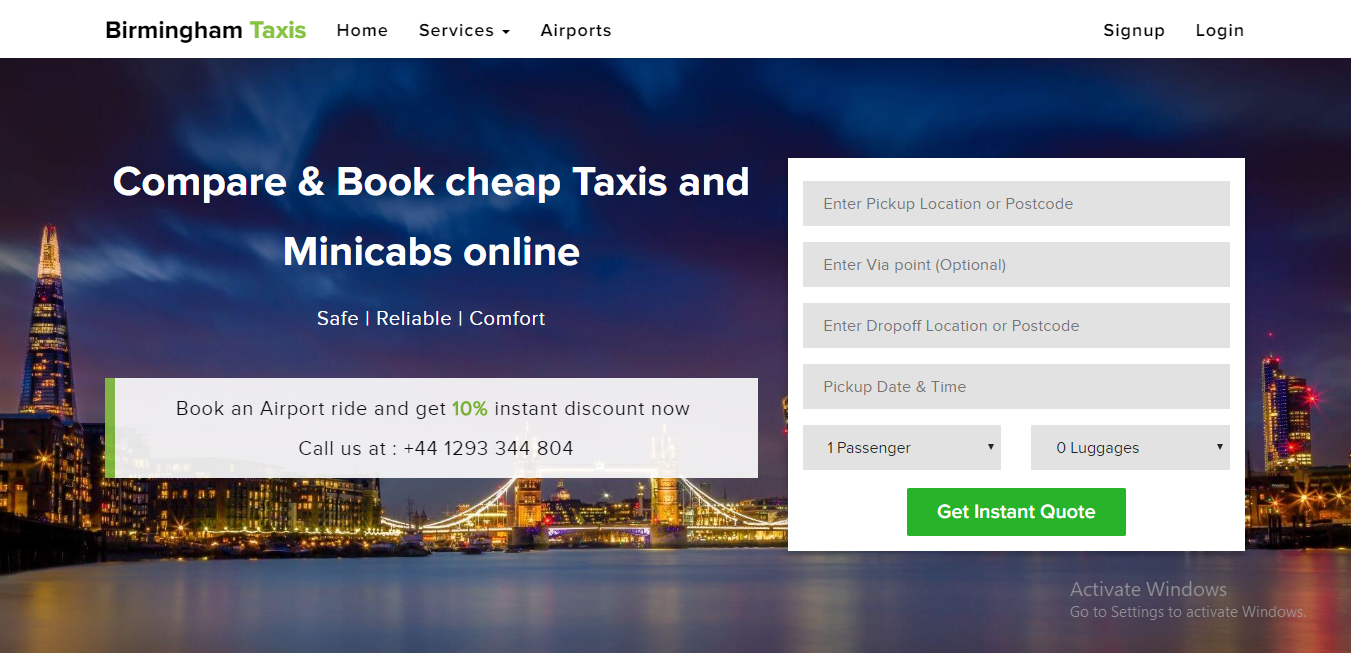 Birmingham Taxis Home Services Airports Signup Login
Compare & Book cheap Taxis and
Minicabs online
Safe | Reliable | Comfort
Book an Airport ride and get 10% instant discount now
Call us at : +44 1293 344 804
Enter Pickup Location or Postcode
Enter Via point (Optional)
Enter Dropoff Location or Postcode
Pickup Date & Time
1 Passenger 0 Luggages
Get Instant Quote
Activate Windows
Go to Settings to activate Windows.